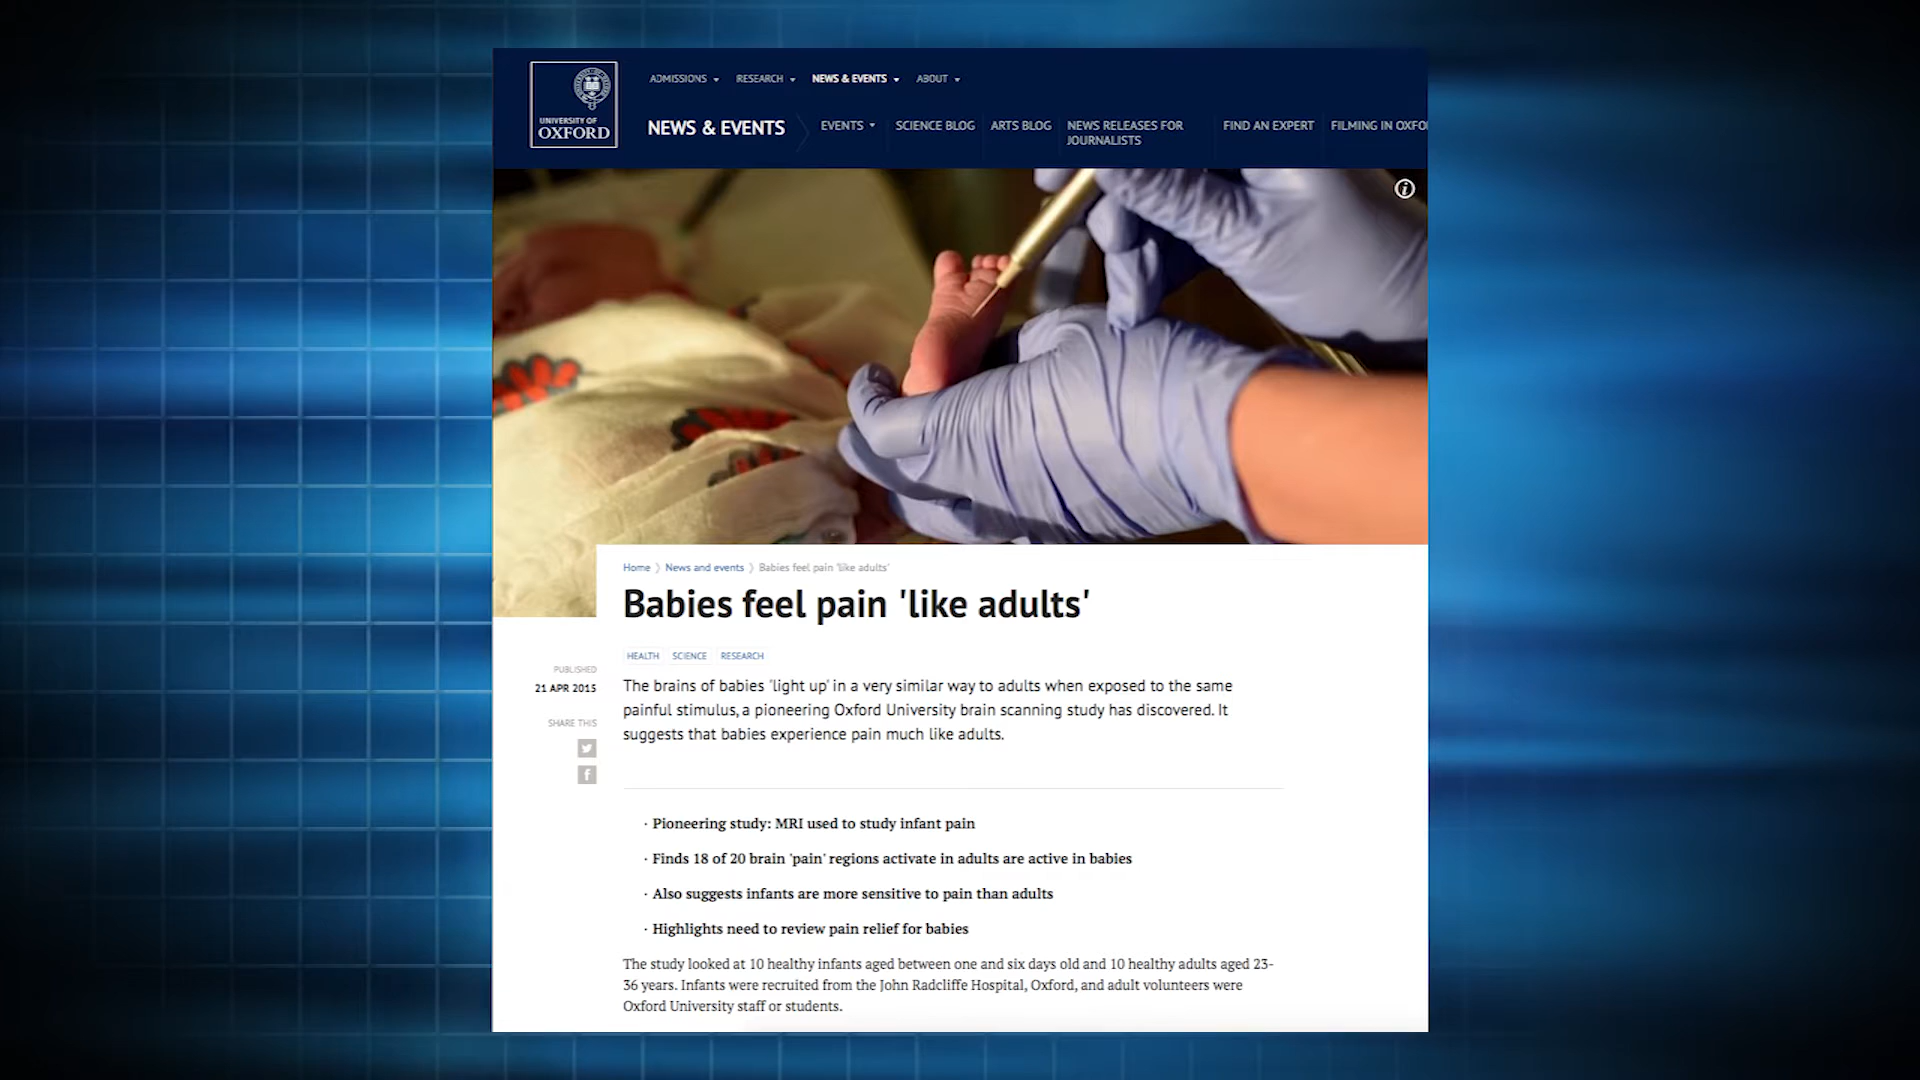 UNIVERSITY OF
OXFORD
ADMISSIONS RESEARCH NEWS & EVENTS ABOUT
NEWS & EVENTS EVENTS SCIENCE BLOG ARTS BLOG NEWS RELEASES FOR JOURNALISTS FIND AN EXPERT FILMING IN OXFO
Home > News and events > Babies feel pain 'like adults'
Babies feel pain 'like adults'
HEALTH SCIENCE RESEARCH
PUBLISHED
21 APR 2015
SHARE THIS
The brains of babies 'light up' in a very similar way to adults when exposed to the same
painful stimulus, a pioneering Oxford University brain scanning study has discovered. It
suggests that babies experience pain much like adults.
· Pioneering study: MRI used to study infant pain
· Finds 18 of 20 brain 'pain' regions activate in adults are active in babies
· Also suggests infants are more sensitive to pain than adults
· Highlights need to review pain relief for babies
The study looked at 10 healthy infants aged between one and six days old and 10 healthy adults aged 23-
36 years. Infants were recruited from the John Radcliffe Hospital, Oxford, and adult volunteers were
Oxford University staff or students.